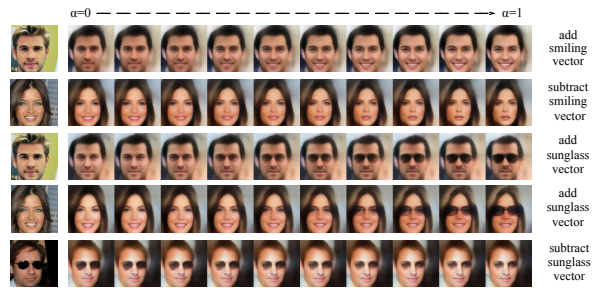 α=0
α=1
add
smiling
vector
subtract
smiling
vector
add
sunglass
vector
add
sunglass
vector
subtract
sunglass
vector